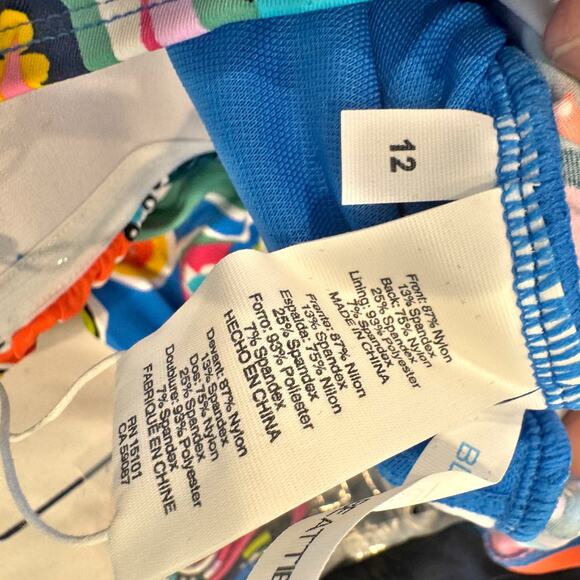 12
Front: 87% Nylon
13% Spandex
Back: 75% Nylon
25% Spandex
Lining: 93% Polyester
7% Spandex
MADE IN CHINA
Frente: 87% Nilon
13% Spandex
Espalda: 75% Nilon
25% Spandex
Forro: 93% Poliester
7% Spandex
HECHO EN CHINA
Devant: 87% Nylon
13% Spandex
Dos: 75% Nylon
25% Spandex
Doublure: 93% Polyester
7% Spandex
FABRIQUÉ EN CHINE
RN 15101
CA 59087